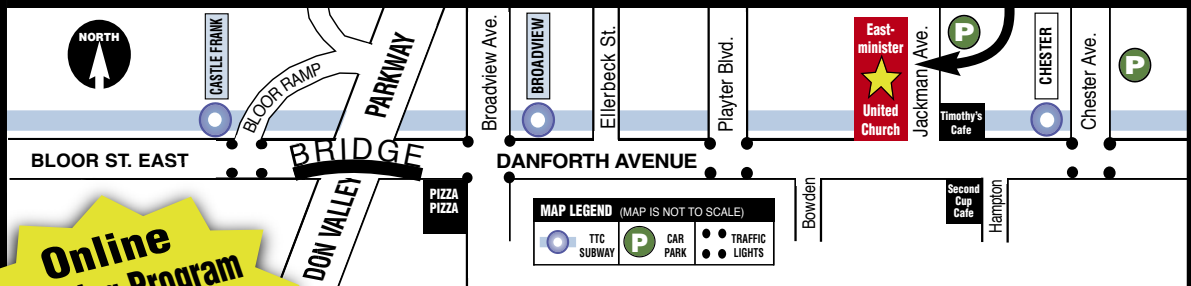 NORTH
CASTLE FRANK
BLOOR RAMP
PARKWAY
Broadview Ave.
BROADVIEW
Ellerbeck St.
Playter Blvd.
East-
minister
United
Church
Jackman Ave.
P
Timothy's
Cafe
CHESTER
Chester Ave.
P
BLOOR ST. EAST
BRIDGE
DANFORTH AVENUE
DON VALLEY
PIZZA
PIZZA
MAP LEGEND (MAP IS NOT TO SCALE)
TTC
SUBWAY
P
CAR
PARK
TRAFFIC
LIGHTS
Bowden
Second
Cup
Cafe
Hampton
Online
Program